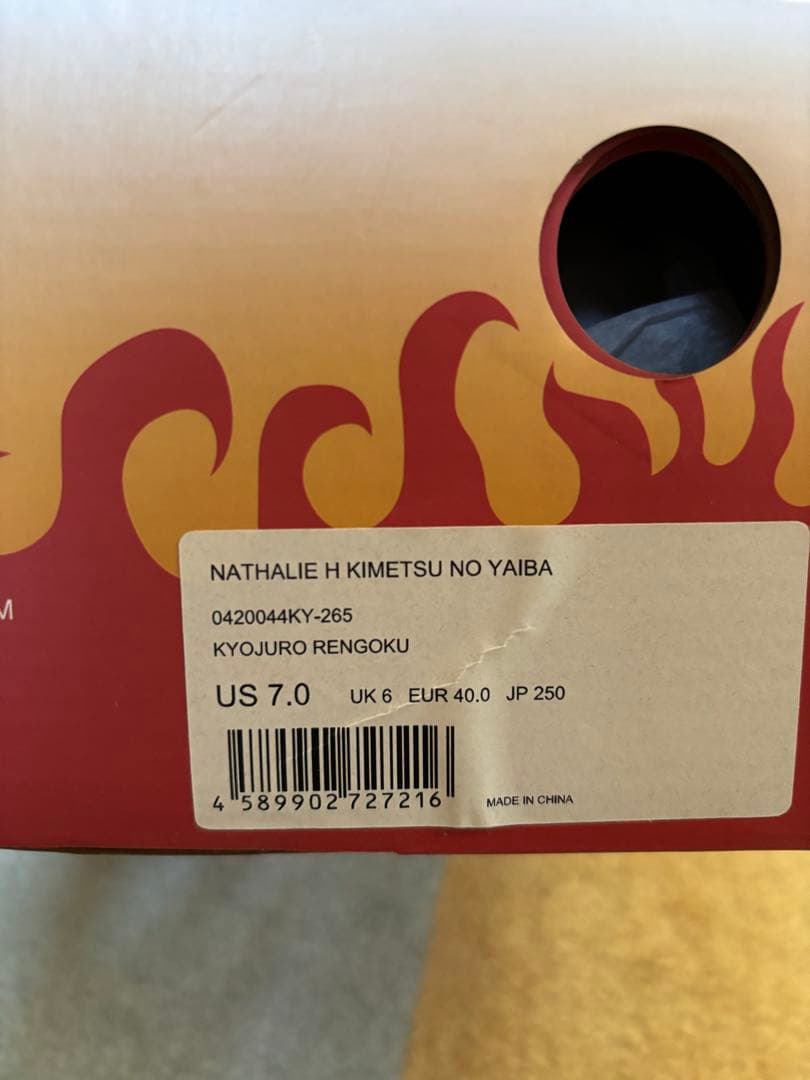 NATHALIE H KIMETSU NO YAIBA
0420044KY-265
KYOJURO RENGOKU
M
US 7.0 UK 6 EUR 40.0 JP 250
4 589902 727216
MADE IN CHINA